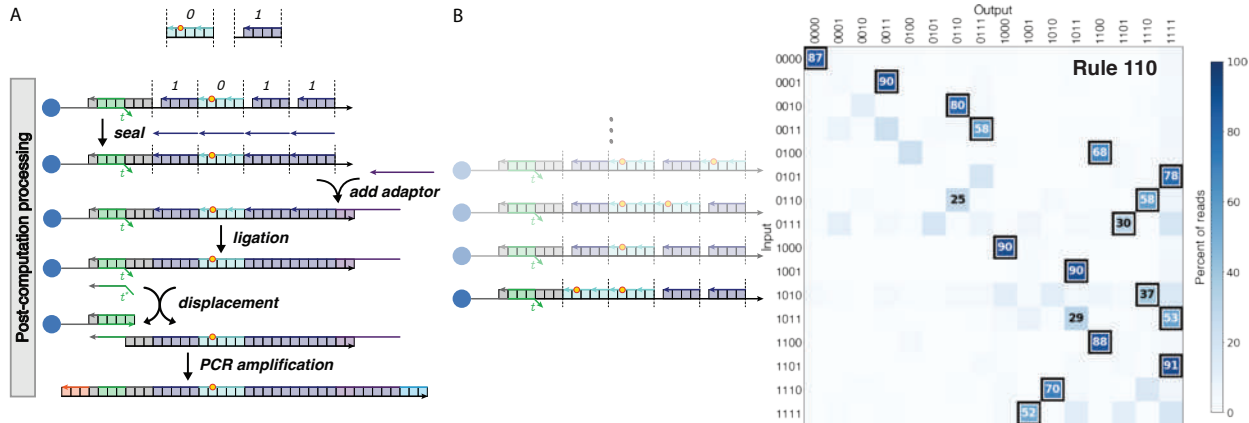 A
0 1
Post-computation processing
1 0 1 1
t
seal
t
add adaptor
t
ligation
t
t*
displacement
PCR amplification
B
t
t
t
t
Output
0000 0001 0010 0011 0100 0101 0110 0111 1000 1001 1010 1011 1100 1101 1110 1111
Rule 110
Input
0000 87
0001 90
0010 80
0011 58
0100 68
0101 78
0110 25 58
0111 30
1000 90
1001 90
1010 37
1011 29 53
1100 88
1101 91
1110 70
1111 52
100
80
60
40
20
0
Percent of reads